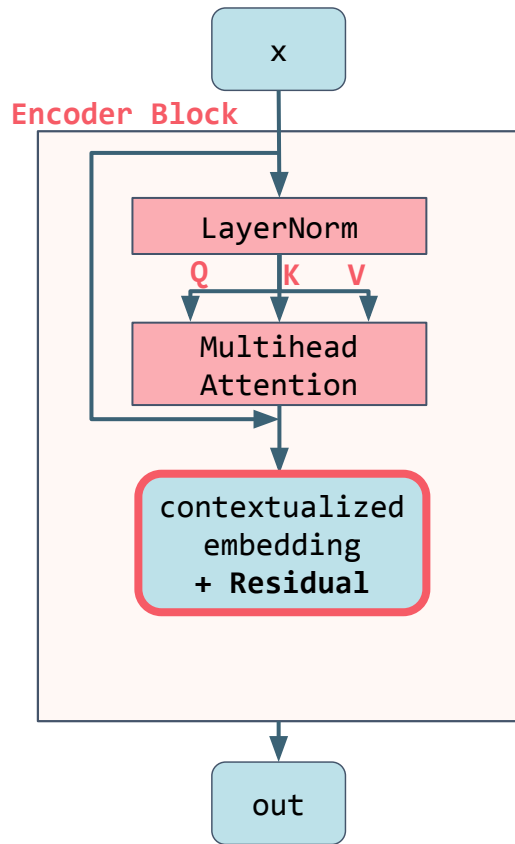 x
Encoder Block
LayerNorm
Q K V
Multihead
Attention
contextualized
embedding
+ Residual
out